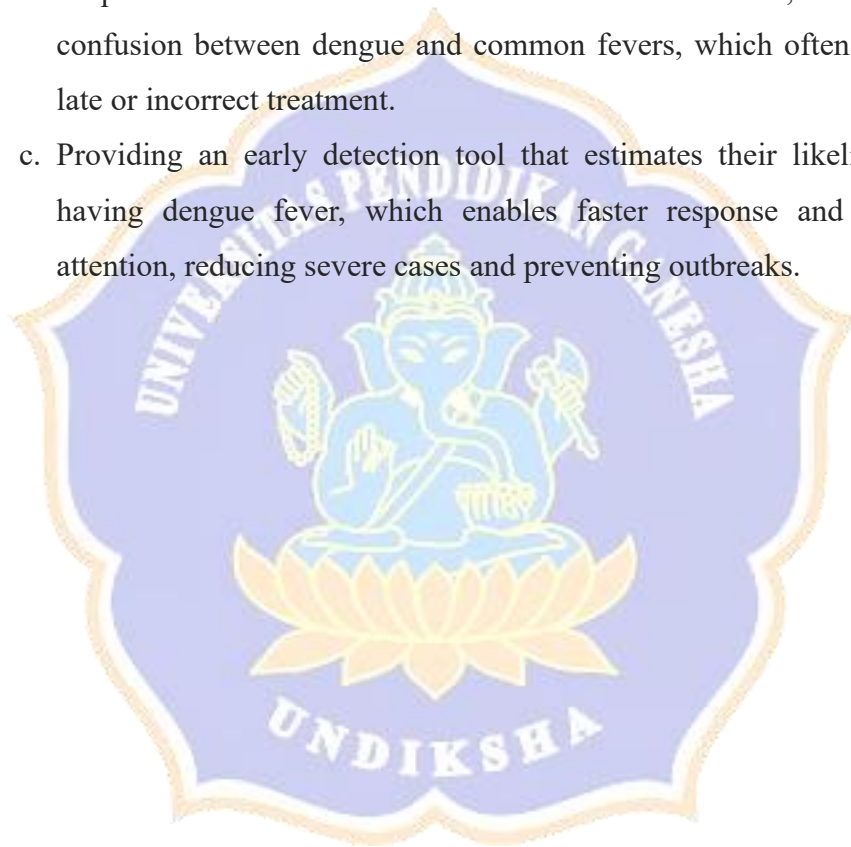 confusion between dengue and common fevers, which often
late or incorrect treatment.
c. Providing an early detection tool that estimates their
having dengue fever, which enables faster response and
attention, reducing severe cases and preventing outbreaks.
UNIVERSITAS PENDIDIKAN GANESHA
UNDIKSHA